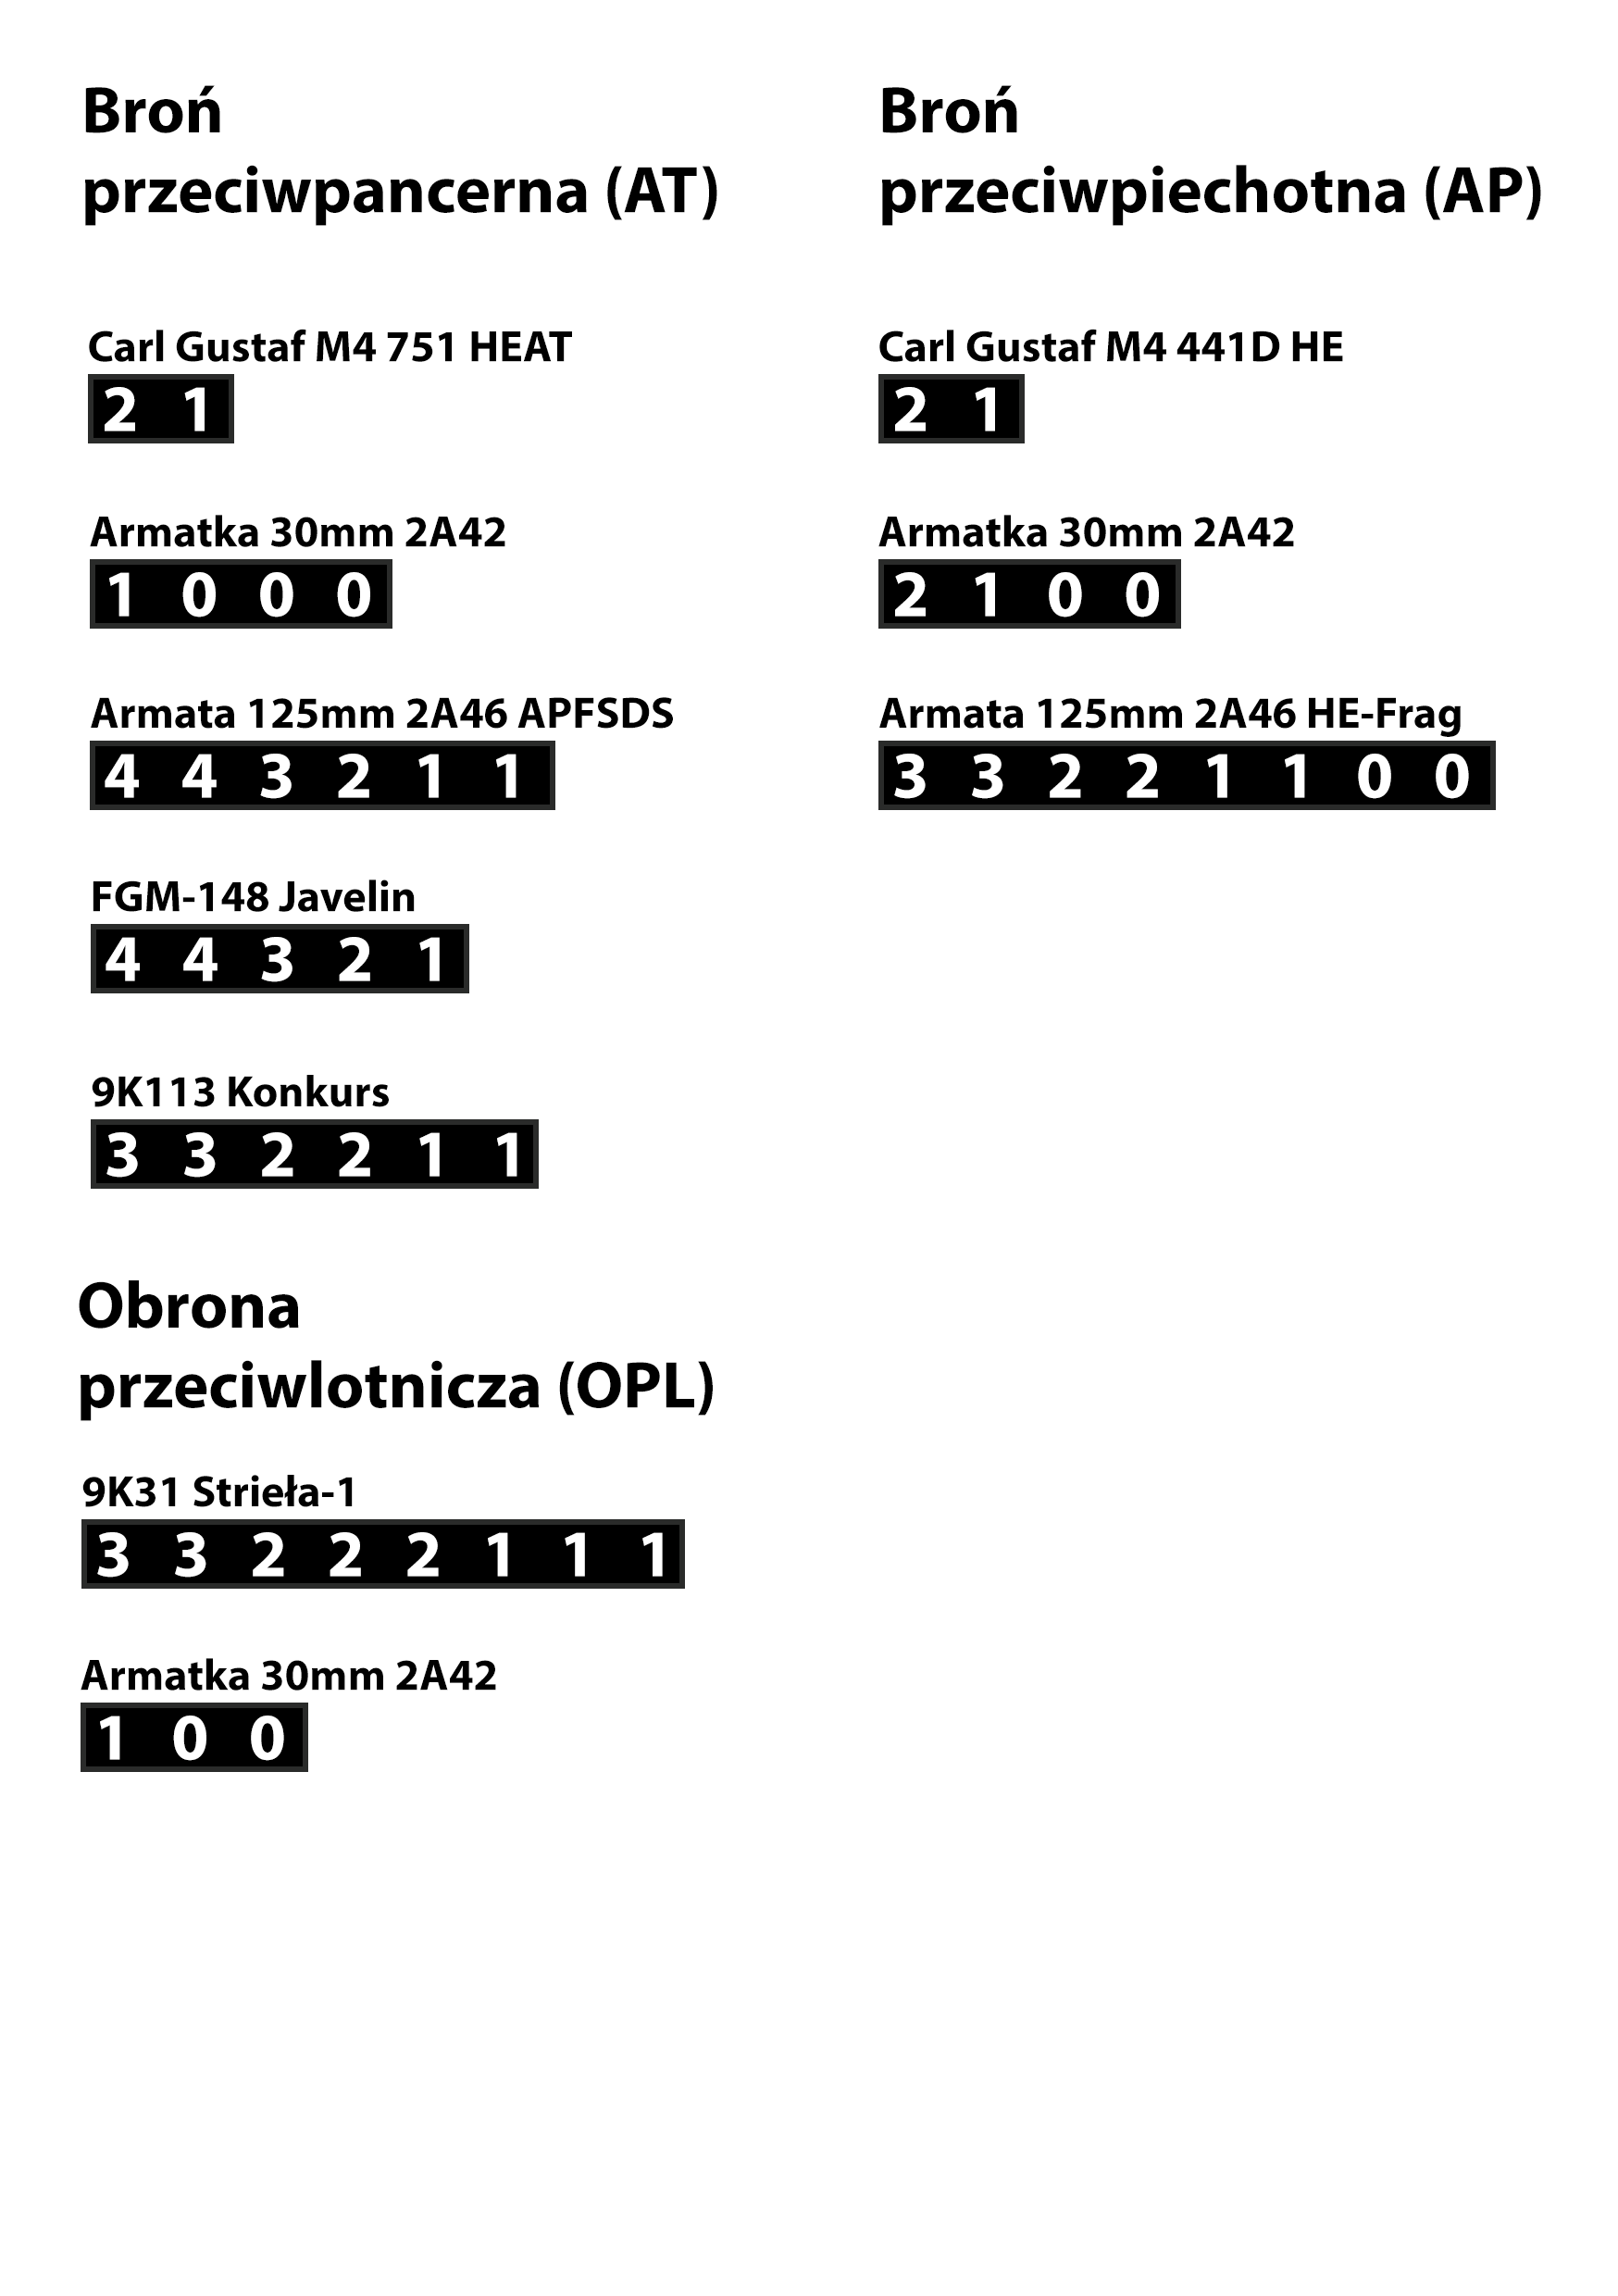 Broń
przeciwpancerna (AT)
Carl Gustaf M4 751 HEAT
2 1
Armatka 30mm 2A42
1 0 0 0
Armata 125mm 2A46 APFSDS
4 4 3 2 1 1
FGM-148 Javelin
4 4 3 2 1
9K113 Konkurs
3 3 2 2 1 1
Obrona
przeciwlotnicza (OPL)
9K31 Strieła-1
3 3 2 2 2 1 1 1
Armatka 30mm 2A42
1 0 0
Broń
przeciwpiechotna (AP)
Carl Gustaf M4 441D HE
2 1
Armatka 30mm 2A42
2 1 0 0
Armata 125mm 2A46 HE-Frag
3 3 2 2 1 1 0 0